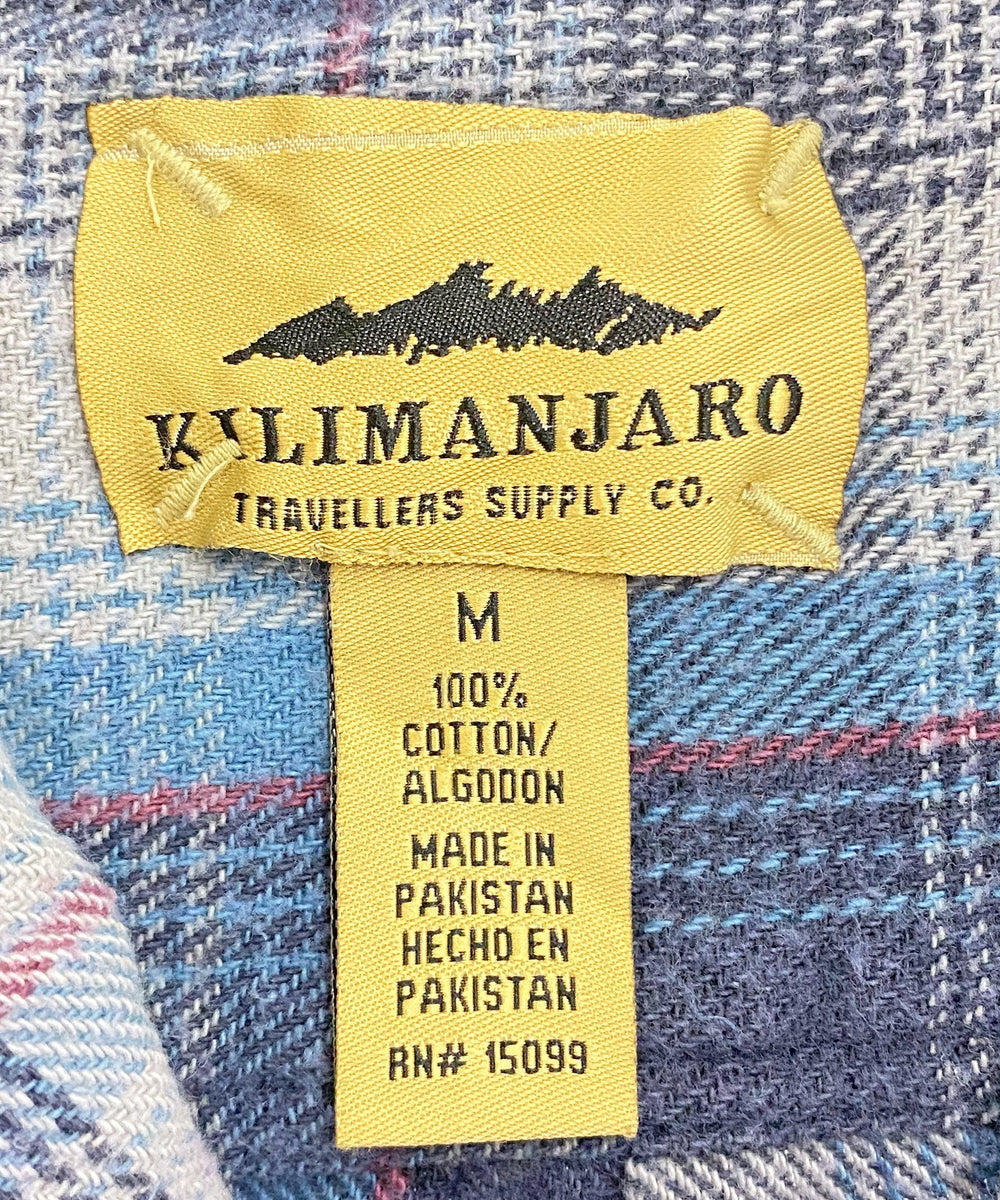 KILIMANJARO
TRAVELLERS SUPPLY CO.
M
100%
COTTON/
ALGODON
MADE IN
PAKISTAN
HECHO EN
PAKISTAN
RN# 15099